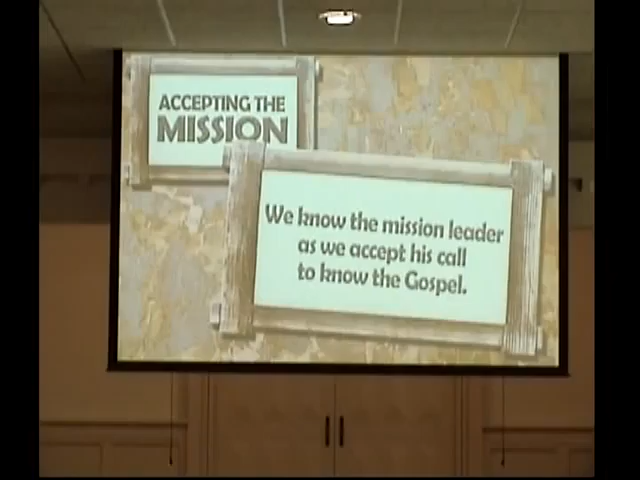 ACCEPTING THE
MISSION
We know the mission leader
as we accept his call
to know the Gospel.